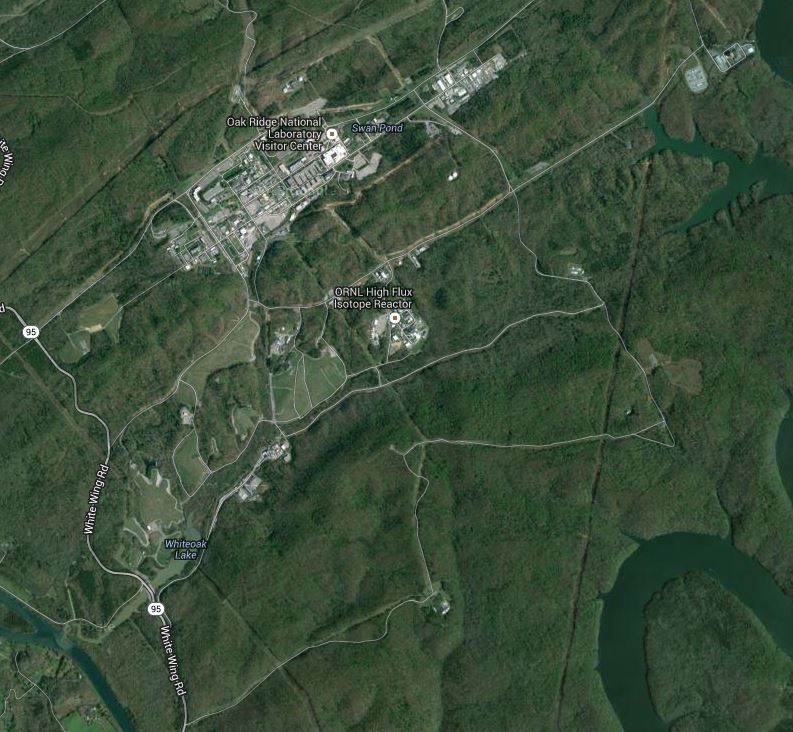 Oak Ridge National
Laboratory
Visitor Center
Swan Pond
ORNL High Flux
Isotope Reactor
95
White Wing Rd
Whiteoak
Lake
95
White Wing Rd